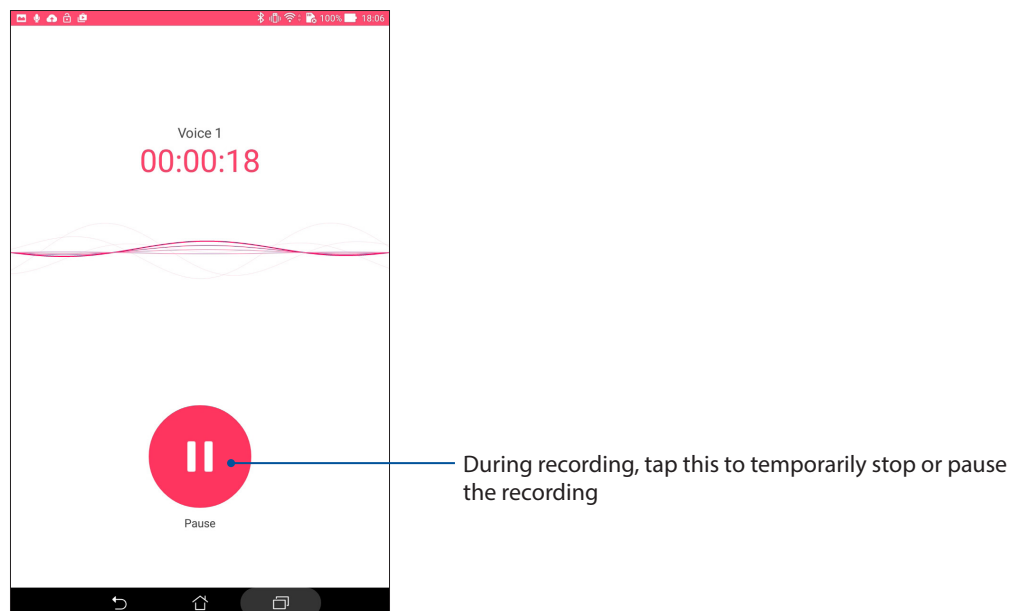 100% 18:06
Voice 1
00:00:18
During recording, tap this to temporarily stop or pause
the recording
Pause